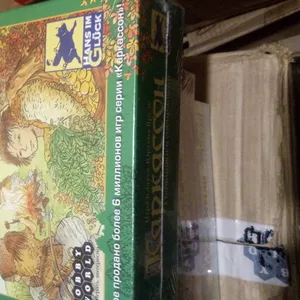 HANS IM
GLÜCK
HOBBY
WORLD
продано более 6 миллионов игр серии «Каркассон»!
КАРКАССОН